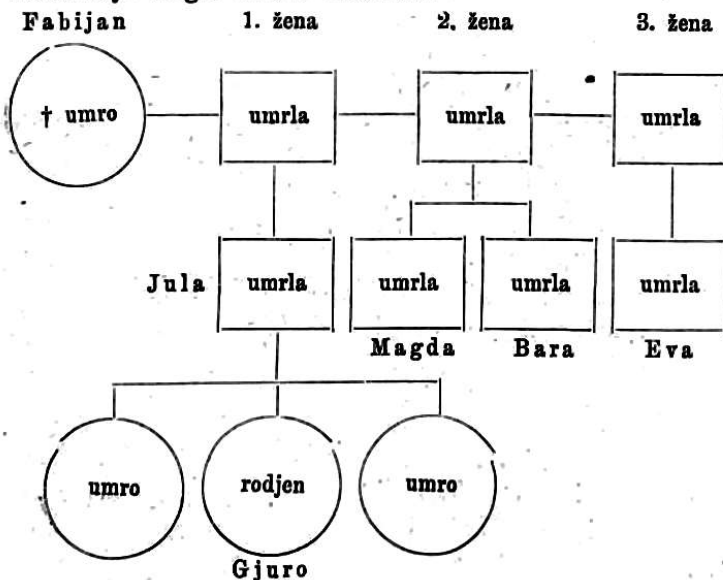 Fabijan 1. žena 2. žena 3. žena
† umro umrla umrla umrla
Jula umrla umrla umrla umrla
Magda Bara Eva
umro rodjen umro
Gjuro